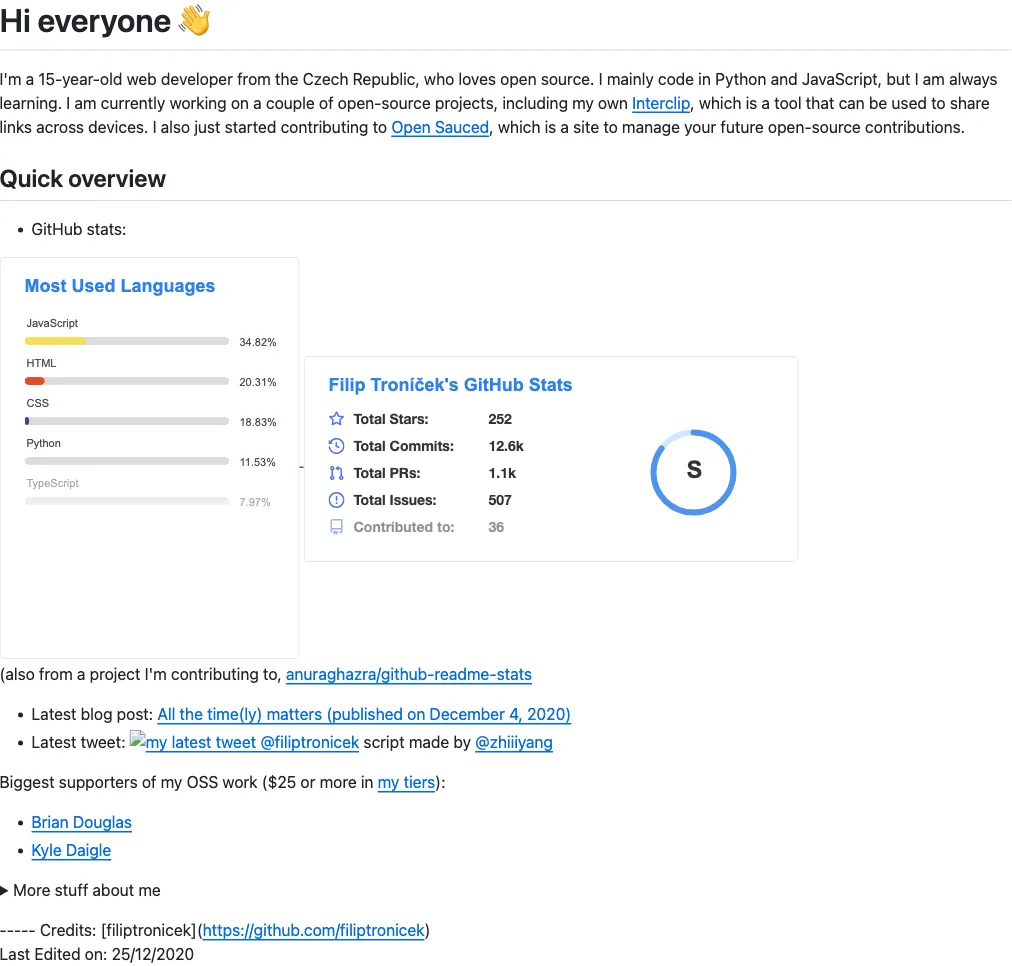 Hi everyone 👋
I'm a 15-year-old web developer from the Czech Republic, who loves open source. I mainly code in Python and JavaScript, but I am always
learning. I am currently working on a couple of open-source projects, including my own Interclip, which is a tool that can be used to share
links across devices. I also just started contributing to Open Sauced, which is a site to manage your future open-source contributions.
Quick overview
• GitHub stats:
Most Used Languages
JavaScript
34.82%
HTML
20.31%
CSS
18.83%
Python
11.53%
TypeScript
7.97%
Filip Troníček's GitHub Stats
Total Stars: 252
Total Commits: 12.6k
Total PRs: 1.1k
Total Issues: 507
Contributed to: 36
S
(also from a project I'm contributing to, anuraghazra/github-readme-stats
• Latest blog post: All the time(ly) matters (published on December 4, 2020)
• Latest tweet: my latest tweet @filiptronicek script made by @zhiiiyang
Biggest supporters of my OSS work ($25 or more in my tiers):
• Brian Douglas
• Kyle Daigle
▶ More stuff about me
----- Credits: [filiptronicek](https://github.com/filiptronicek)
Last Edited on: 25/12/2020